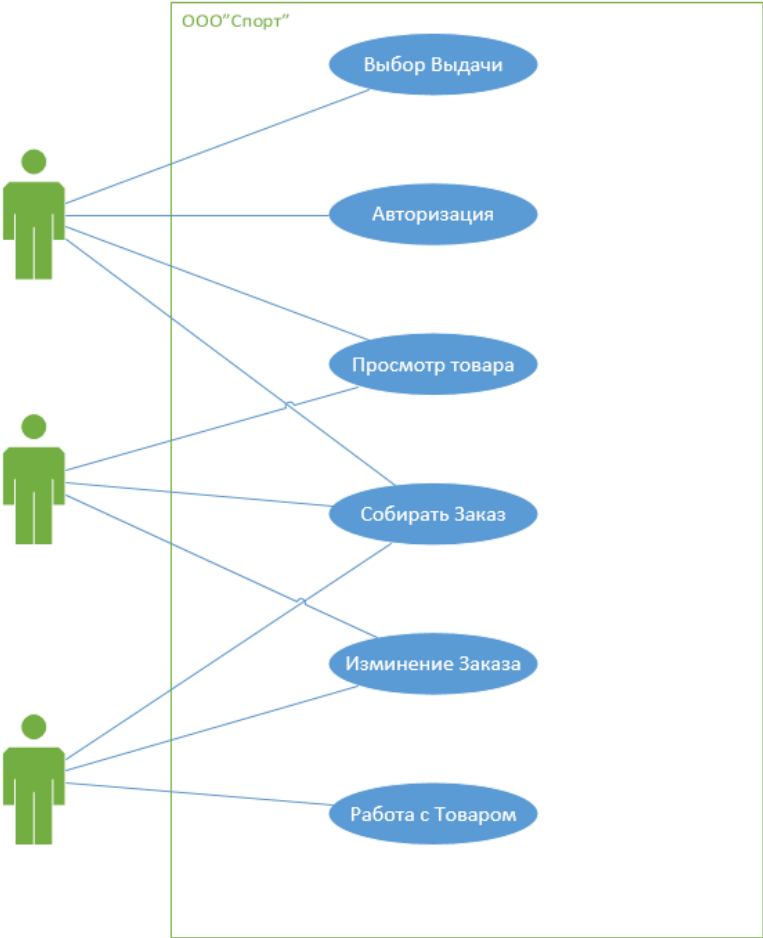 ООО”Спорт”
Выбор Выдачи
Авторизация
Просмотр товара
Собирать Заказ
Изминение Заказа
Работа с Товаром